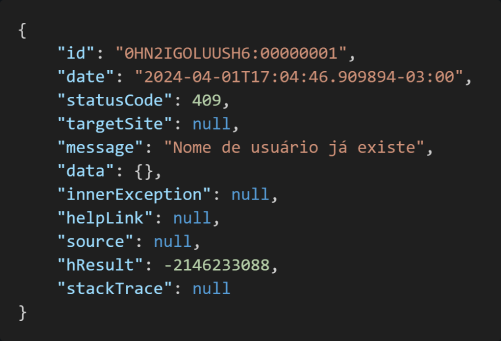 {
    "id": "0HN2IGOLUUSH6:00000001",
    "date": "2024-04-01T17:04:46.909894-03:00",
    "statusCode": 409,
    "targetSite": null,
    "message": "Nome de usuário já existe",
    "data": {},
    "innerException": null,
    "helpLink": null,
    "source": null,
    "hResult": -2146233088,
    "stackTrace": null
}